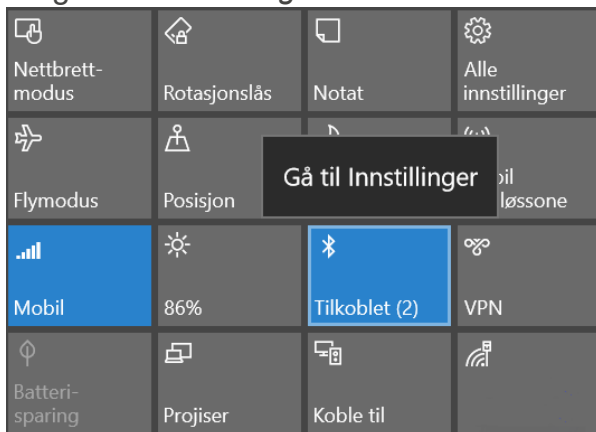 Nettbrett-
modus
Rotasjonslås
Notat
Alle
innstillinger
Flymodus
Posisjon
Gå til Innstillinger
Mobil
86%
Tilkoblet (2)
VPN
Batteri-
sparing
Projiser
Koble til